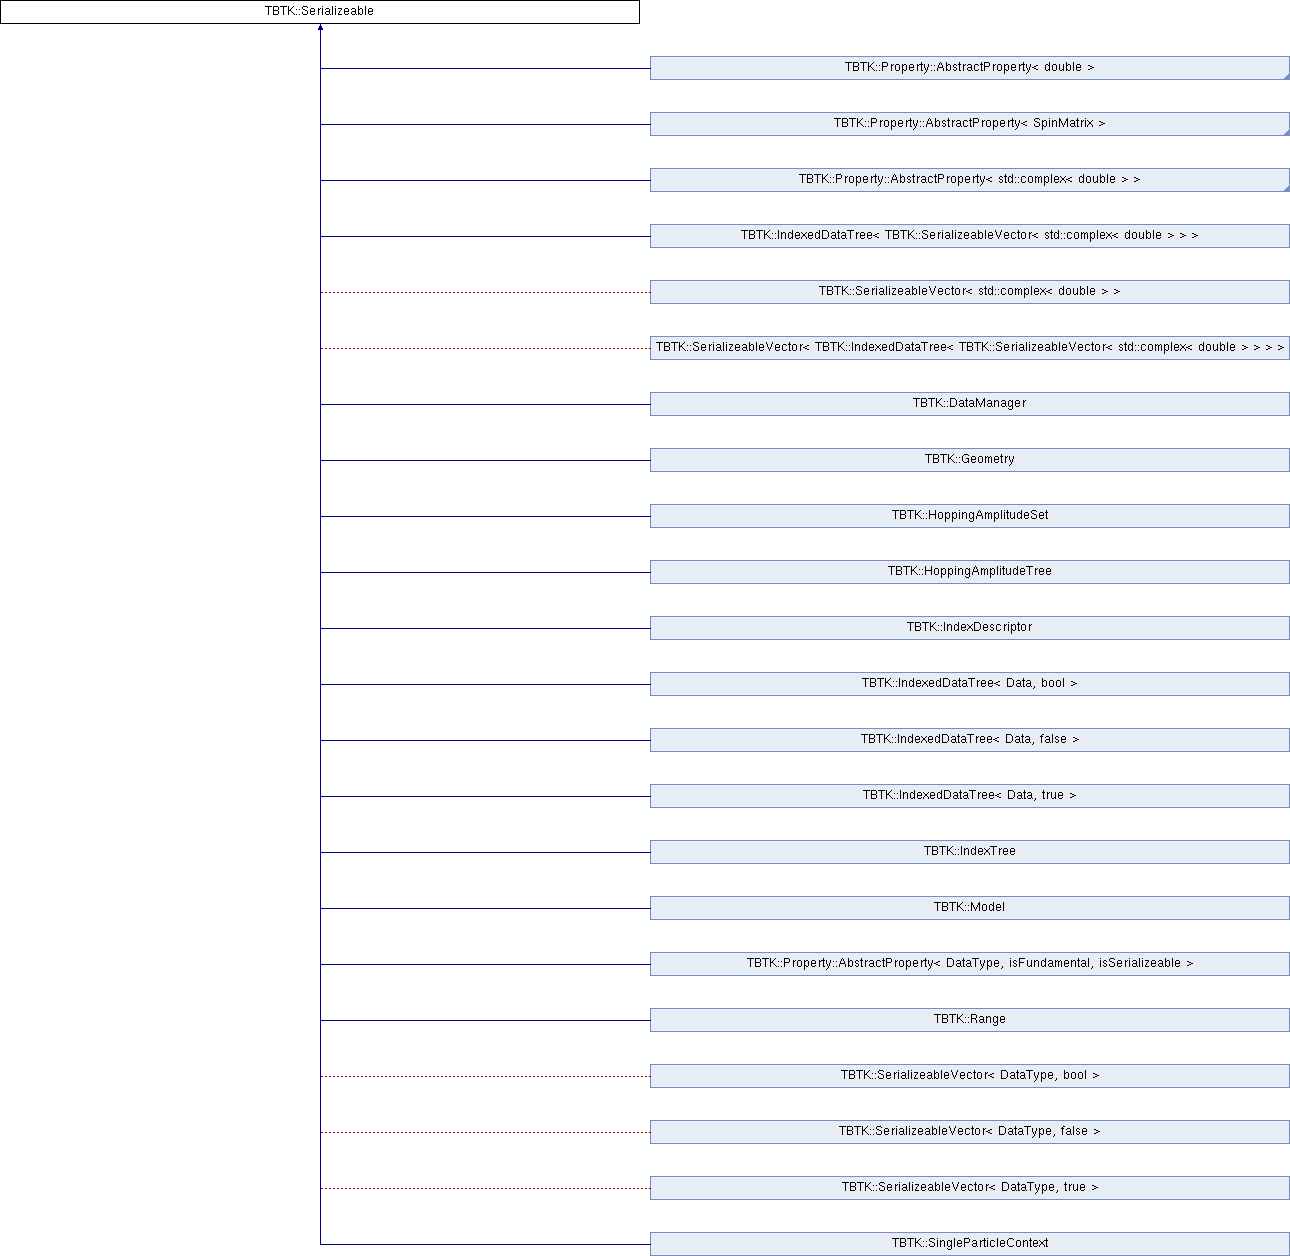 TBTK::Serializeable
TBTK::Property::AbstractProperty< double >
TBTK::Property::AbstractProperty< SpinMatrix >
TBTK::Property::AbstractProperty< std::complex< double > >
TBTK::IndexedDataTree< TBTK::SerializeableVector< std::complex< double > > >
TBTK::SerializeableVector< std::complex< double > >
TBTK::SerializeableVector< TBTK::IndexedDataTree< TBTK::SerializeableVector< std::complex< double > > > >
TBTK::DataManager
TBTK::Geometry
TBTK::HoppingAmplitudeSet
TBTK::HoppingAmplitudeTree
TBTK::IndexDescriptor
TBTK::IndexedDataTree< Data, bool >
TBTK::IndexedDataTree< Data, false >
TBTK::IndexedDataTree< Data, true >
TBTK::IndexTree
TBTK::Model
TBTK::Property::AbstractProperty< DataType, isFundamental, isSerializeable >
TBTK::Range
TBTK::SerializeableVector< DataType, bool >
TBTK::SerializeableVector< DataType, false >
TBTK::SerializeableVector< DataType, true >
TBTK::SingleParticleContext